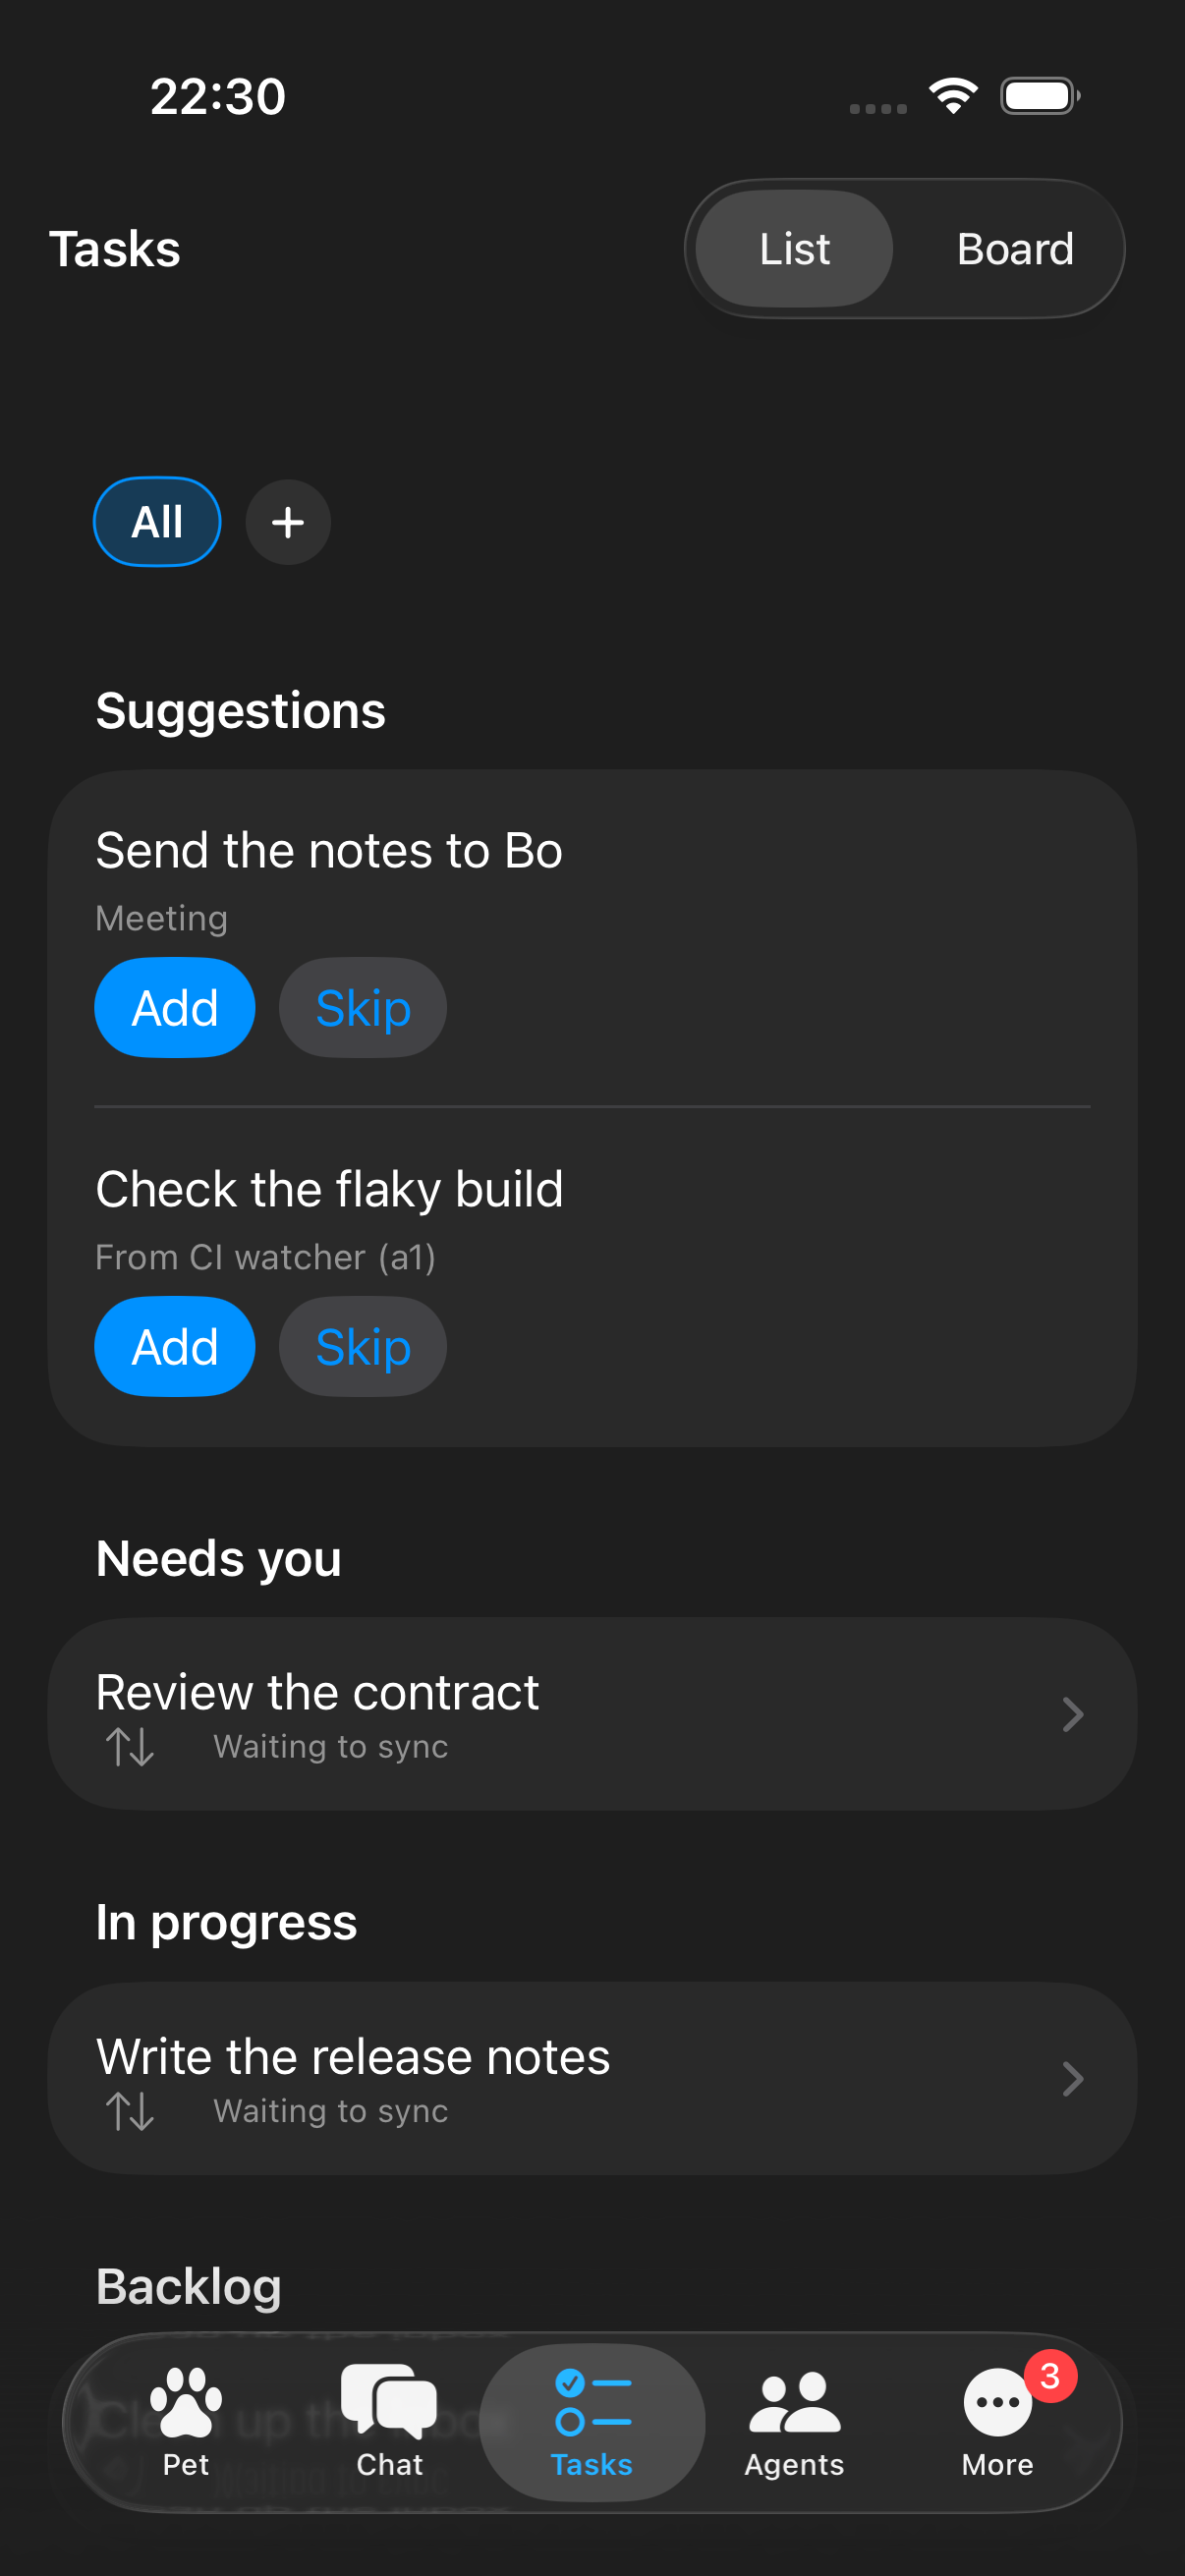 22:30
Tasks
List
Board
All
+
Suggestions
Send the notes to Bo
Meeting
Add
Skip
Check the flaky build
From CI watcher (a1)
Add
Skip
Needs you
Review the contract
Waiting to sync
In progress
Write the release notes
Waiting to sync
Backlog
3
Pet
Chat
Tasks
Agents
More